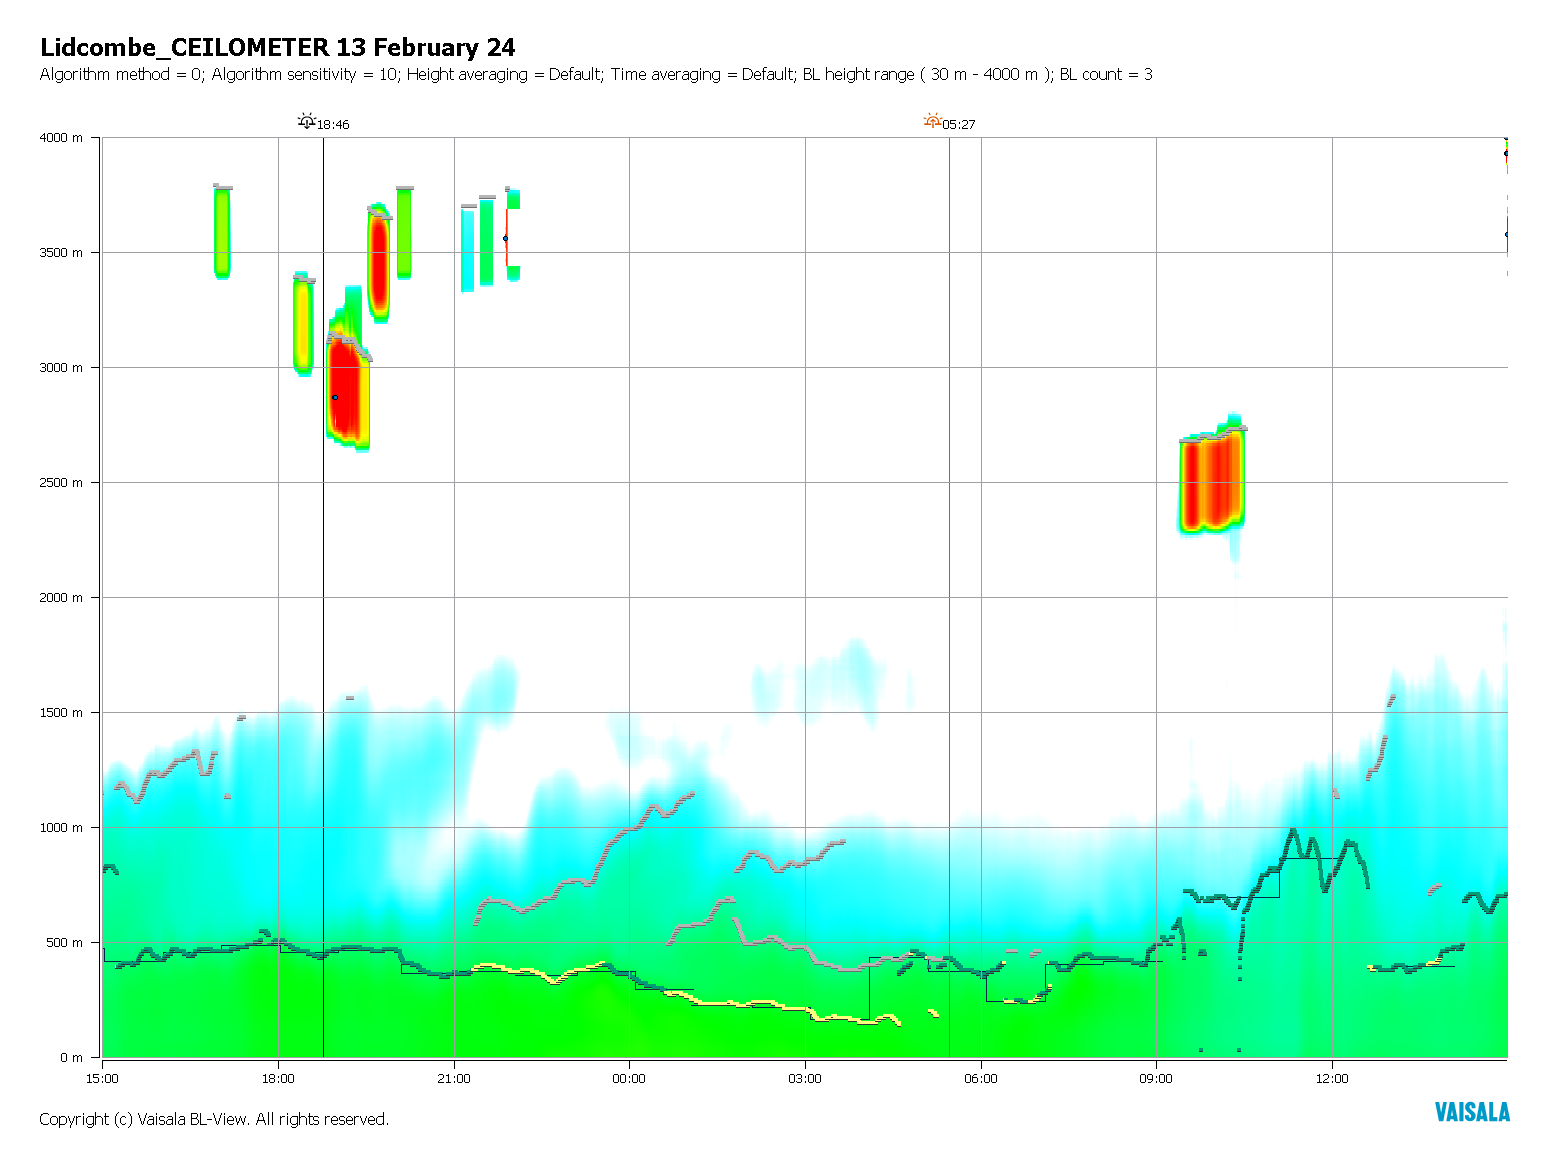 Lidcombe_CEILOMETER 13 February 24
Algorithm method = 0; Algorithm sensitivity = 10; Height averaging = Default; Time averaging = Default; BL height range ( 30 m - 4000 m ); BL count = 3
18:46
05:27
4000 m
3500 m
3000 m
2500 m
2000 m
1500 m
1000 m
500 m
0 m
15:00 18:00 21:00 00:00 03:00 06:00 09:00 12:00
Copyright (c) Vaisala BL-View. All rights reserved.
VAISALA